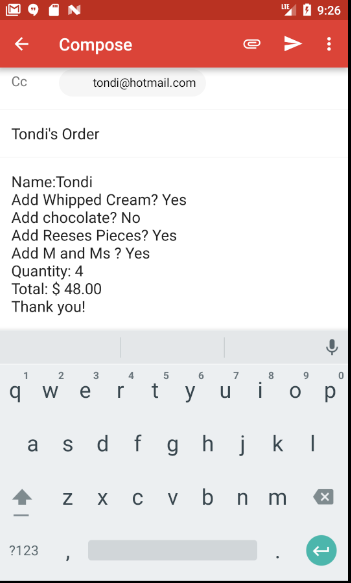 LTE 9:26
Compose
Cc tondi@hotmail.com
Tondi's Order
Name:Tondi
Add Whipped Cream? Yes
Add chocolate? No
Add Reeses Pieces? Yes
Add M and Ms ? Yes
Quantity: 4
Total: $ 48.00
Thank you!
1 2 3 4 5 6 7 8 9 0
q w e r t y u i o p
a s d f g h j k l
z x c v b n m
?123 , .